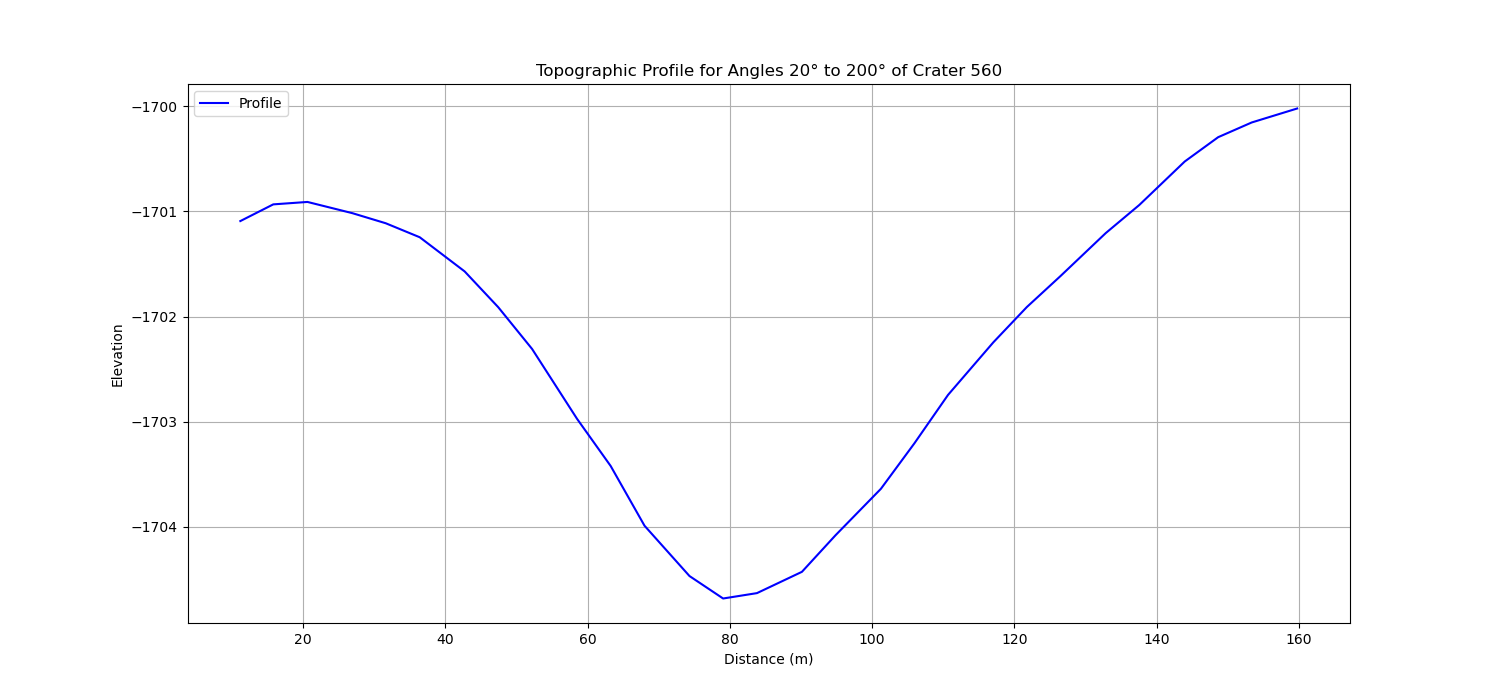 Topographic Profile for Angles 20° to 200° of Crater 560
Profile
−1700
−1701
−1702
−1703
−1704
Elevation
20 40 60 80 100 120 140 160
Distance (m)